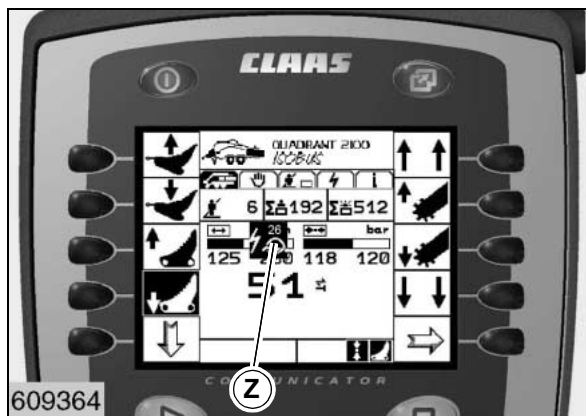 CLAAS
QUADRANT 2100
ISOBUS
i
6 Σ192 Σ512
26 bar
125 118 120
51
COMMUNICATOR
Z
609364